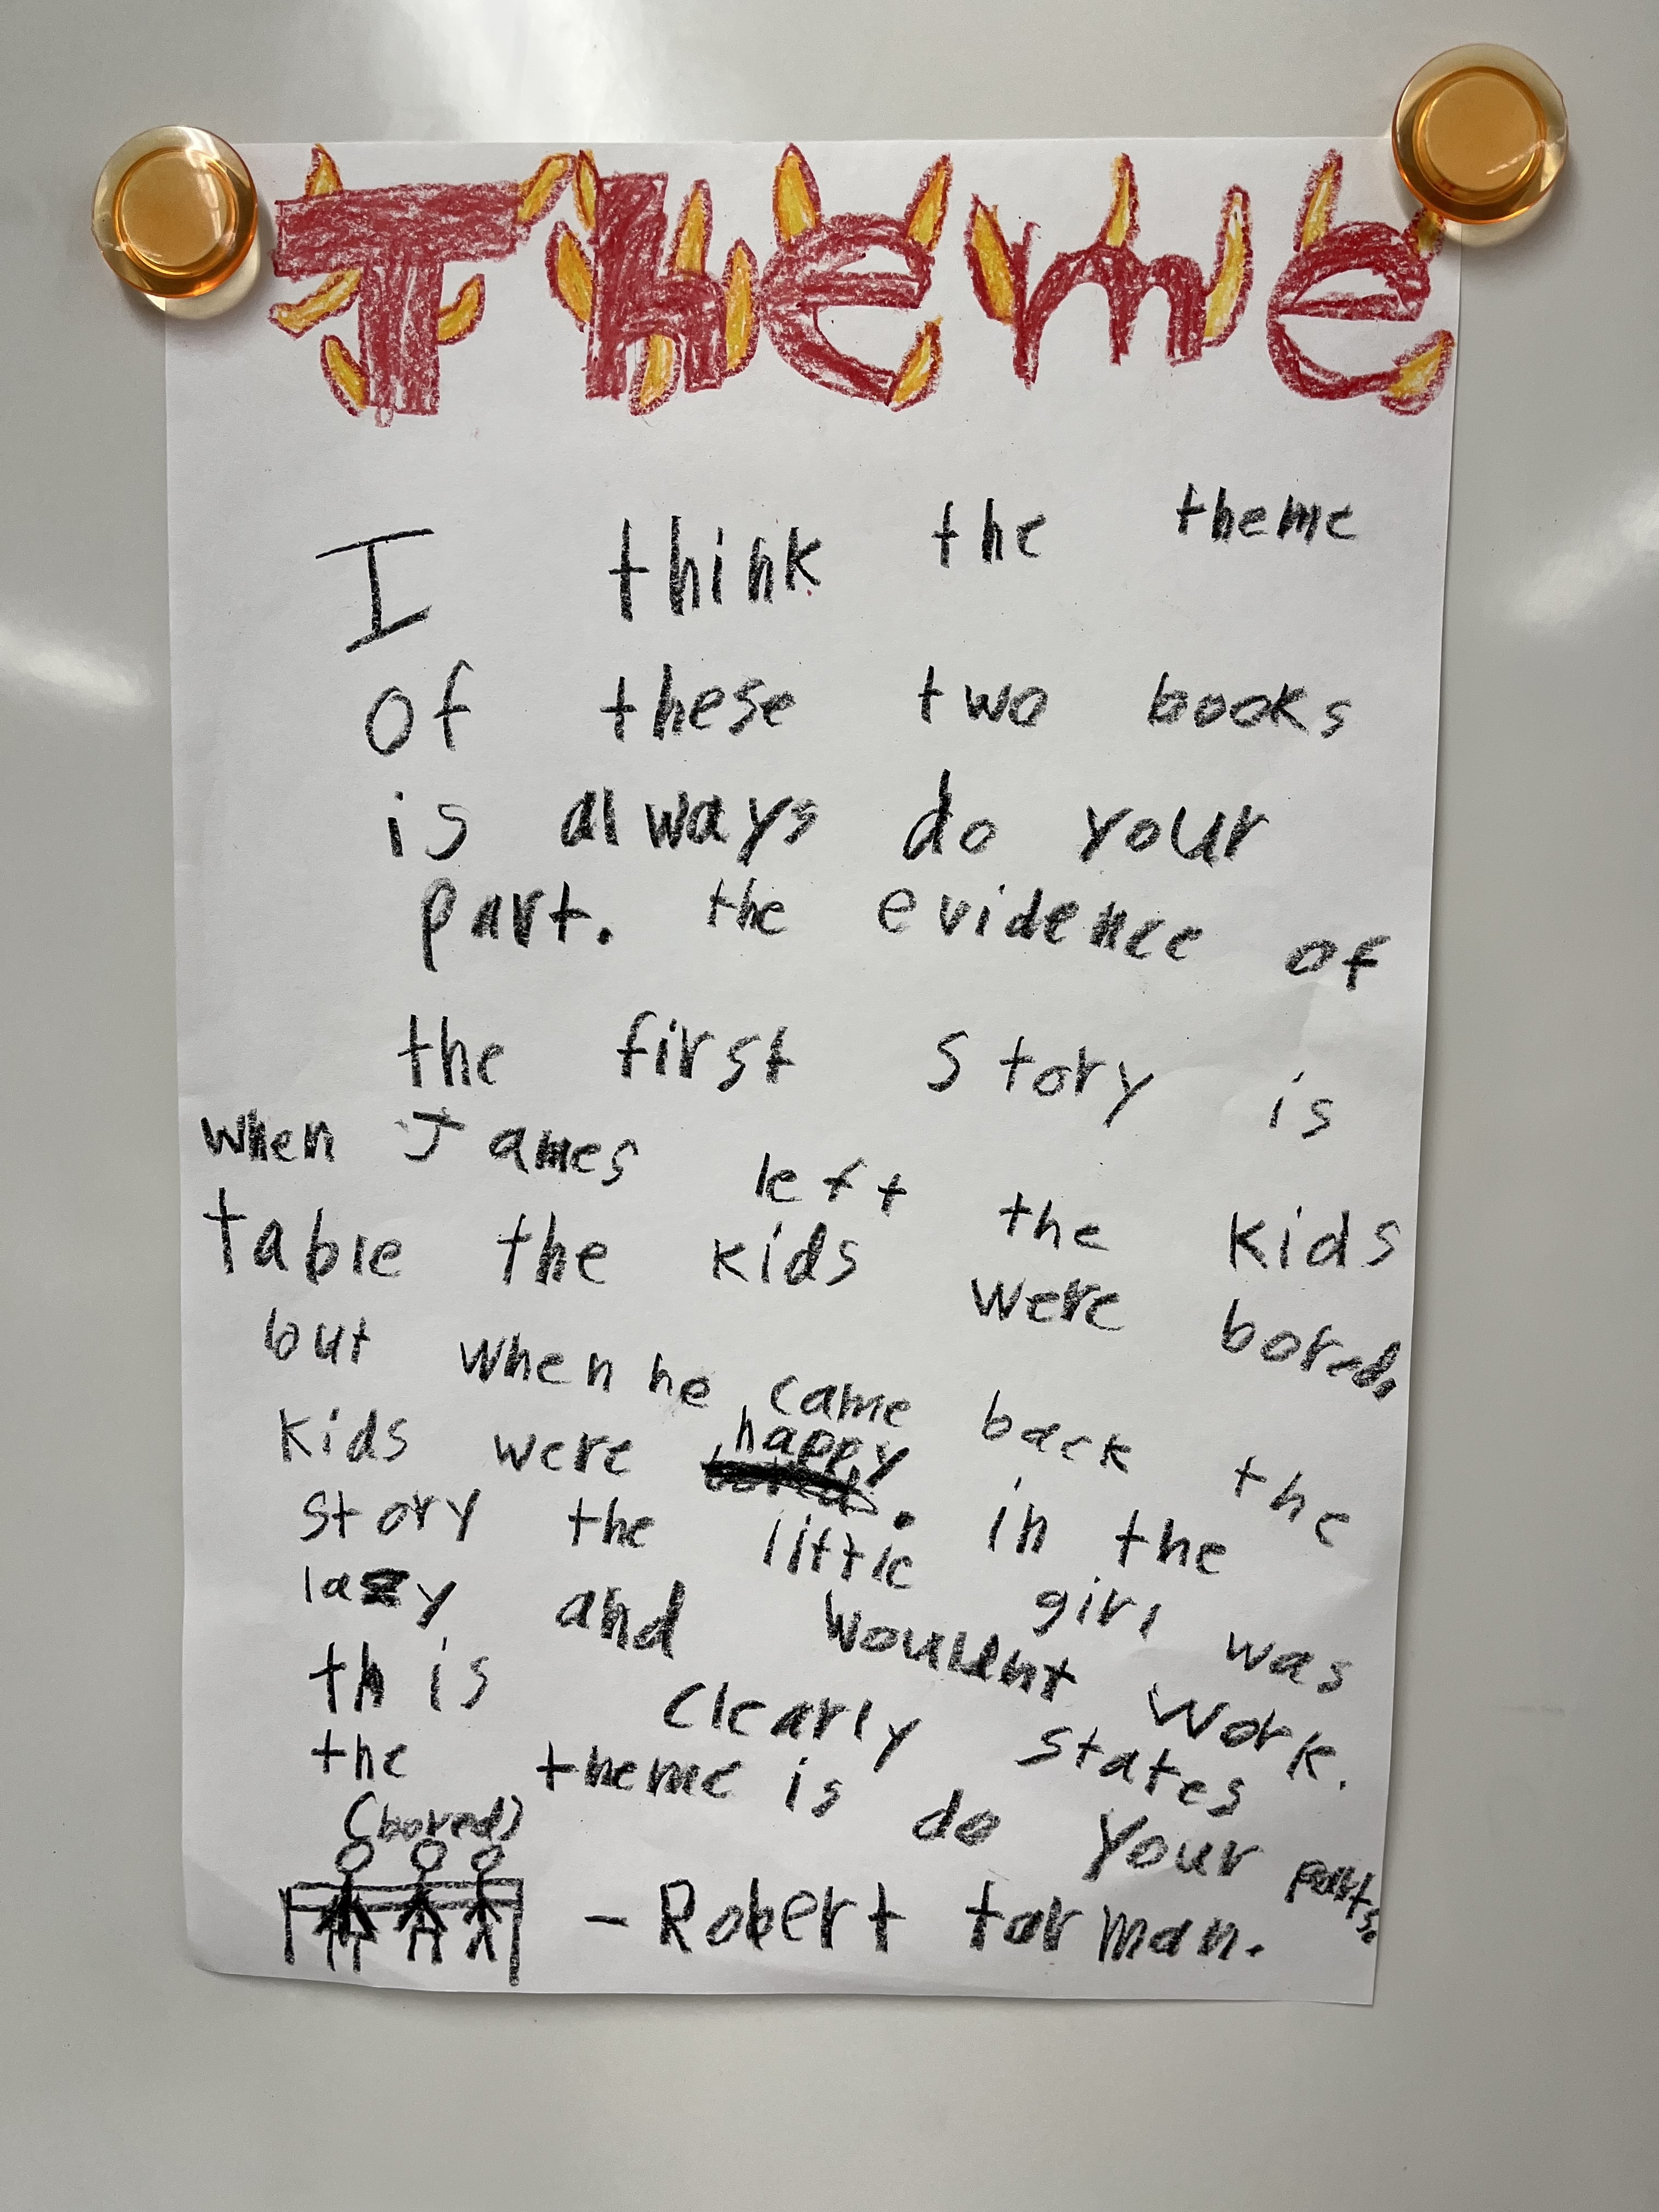 Theme
I think the theme
of these two books
is always do your
part. the evidence of
the first story is
when James left the kids
table the kids were bored,
but when he came back the
kids were happy. in the
story the little girl was
lazy and wouldnt work.
this clearly states
the theme is do your parts.
(bored)
- Robert torman.